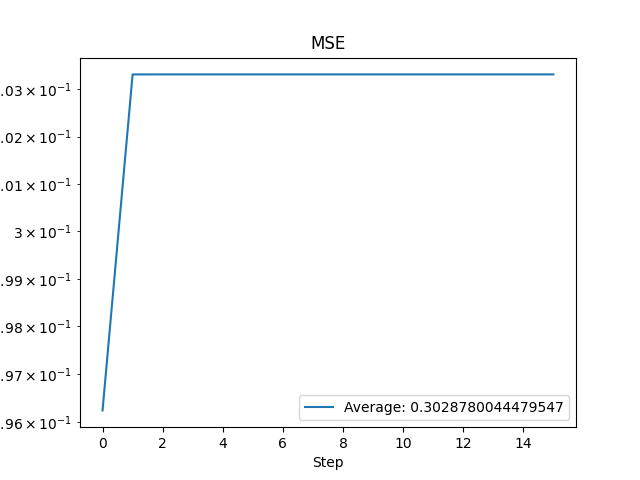 MSE
.03 × 10⁻¹
.02 × 10⁻¹
.01 × 10⁻¹
3 × 10⁻¹
.99 × 10⁻¹
.98 × 10⁻¹
.97 × 10⁻¹
.96 × 10⁻¹
Average: 0.3028780044479547
0 2 4 6 8 10 12 14
Step